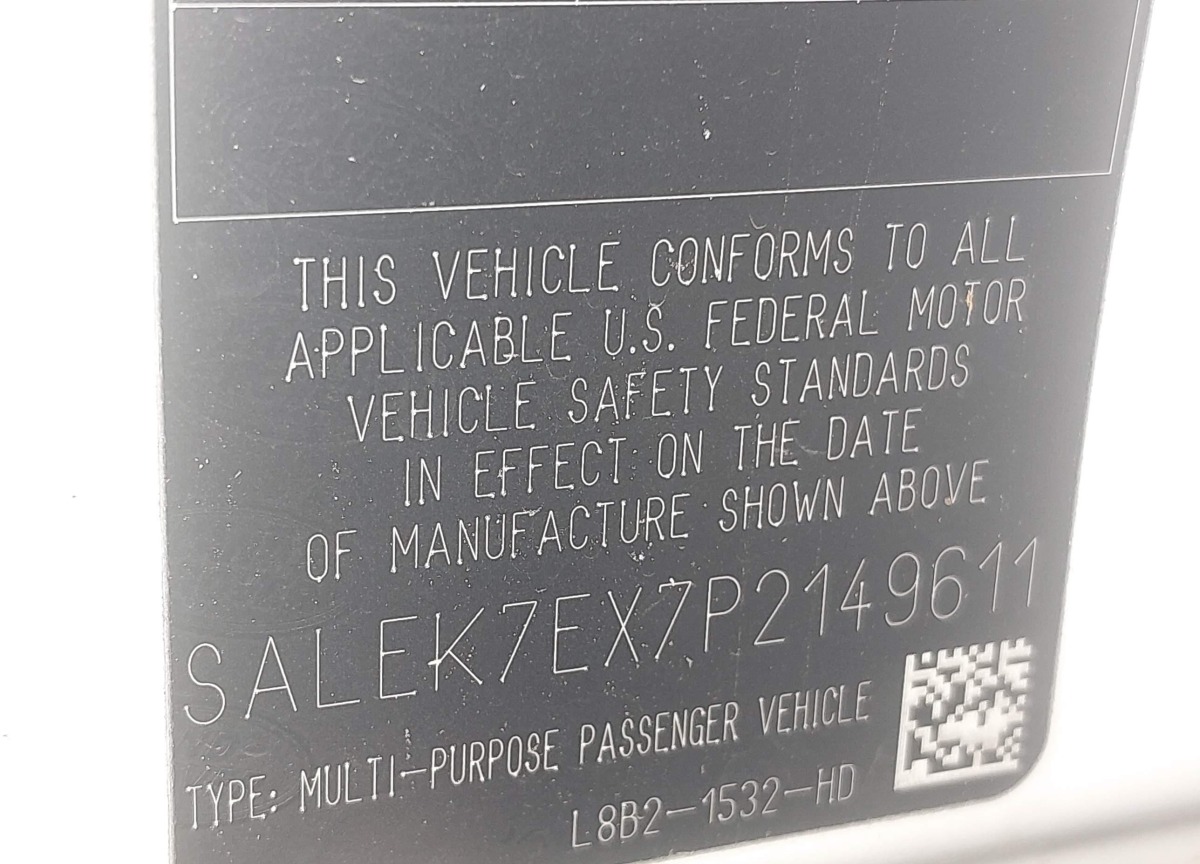 THIS VEHICLE CONFORMS TO ALL
APPLICABLE U.S. FEDERAL MOTOR
VEHICLE SAFETY STANDARDS
IN EFFECT ON THE DATE
OF MANUFACTURE SHOWN ABOVE
SALEK7EX7P2149611
TYPE: MULTI-PURPOSE PASSENGER VEHICLE
L8B2-1532-HD